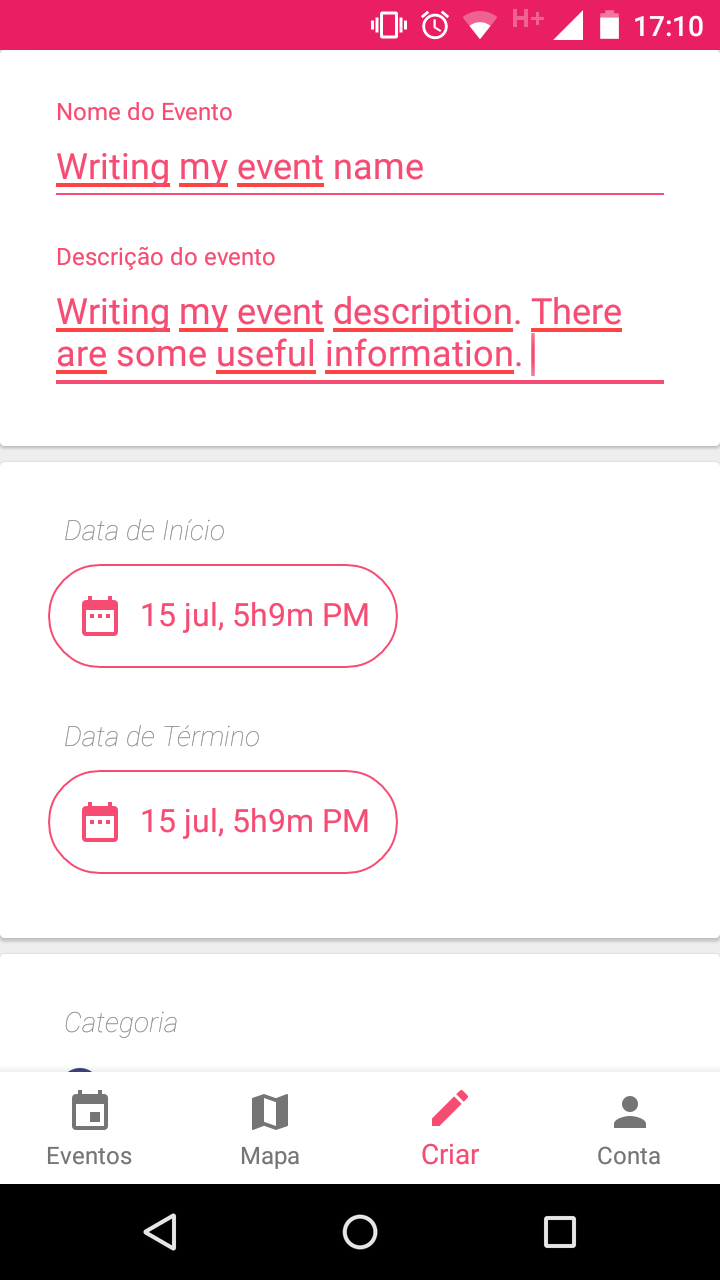 H+ 17:10
Nome do Evento
Writing my event name
Descrição do evento
Writing my event description. There
are some useful information.
Data de Início
15 jul, 5h9m PM
Data de Término
15 jul, 5h9m PM
Categoria
Eventos Mapa Criar Conta